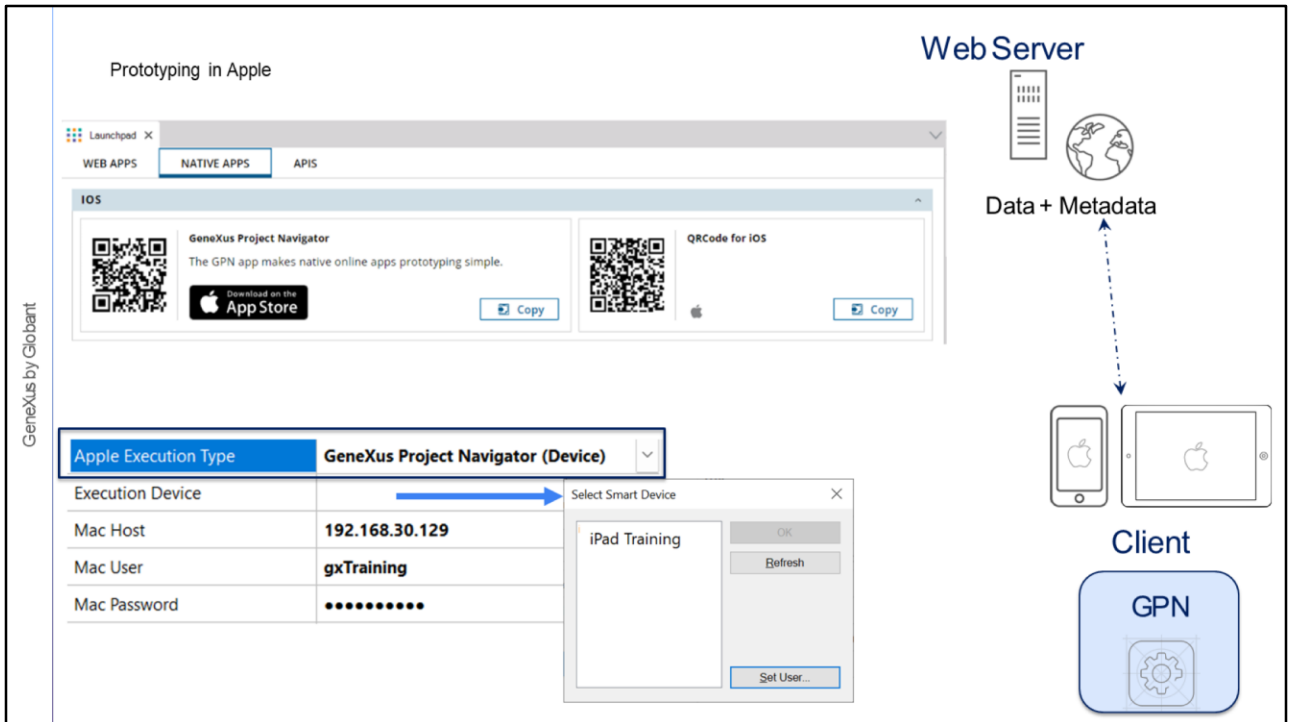 Prototyping in Apple
Web Server
Launchpad
WEB APPS NATIVE APPS APIS
IOS
GeneXus Project Navigator
The GPN app makes native online apps prototyping simple.
Download on the
App Store
Copy
QRCode for iOS
Copy
Data + Metadata
GeneXus by Globant
Apple Execution Type GeneXus Project Navigator (Device)
Execution Device
Mac Host 192.168.30.129
Mac User gxTraining
Mac Password ●●●●●●●●●●
Select Smart Device
iPad Training
OK
Refresh
Set User...
Client
GPN